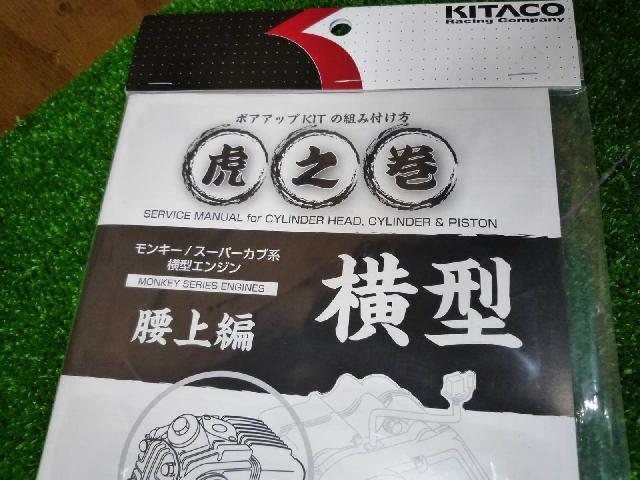 KITACO
Racing Company
ボアアップKITの組み付け方
虎之巻
SERVICE MANUAL for CYLINDER HEAD, CYLINDER & PISTON
モンキー/スーパーカブ系
横型エンジン
MONKEY SERIES ENGINES
腰上編
横型